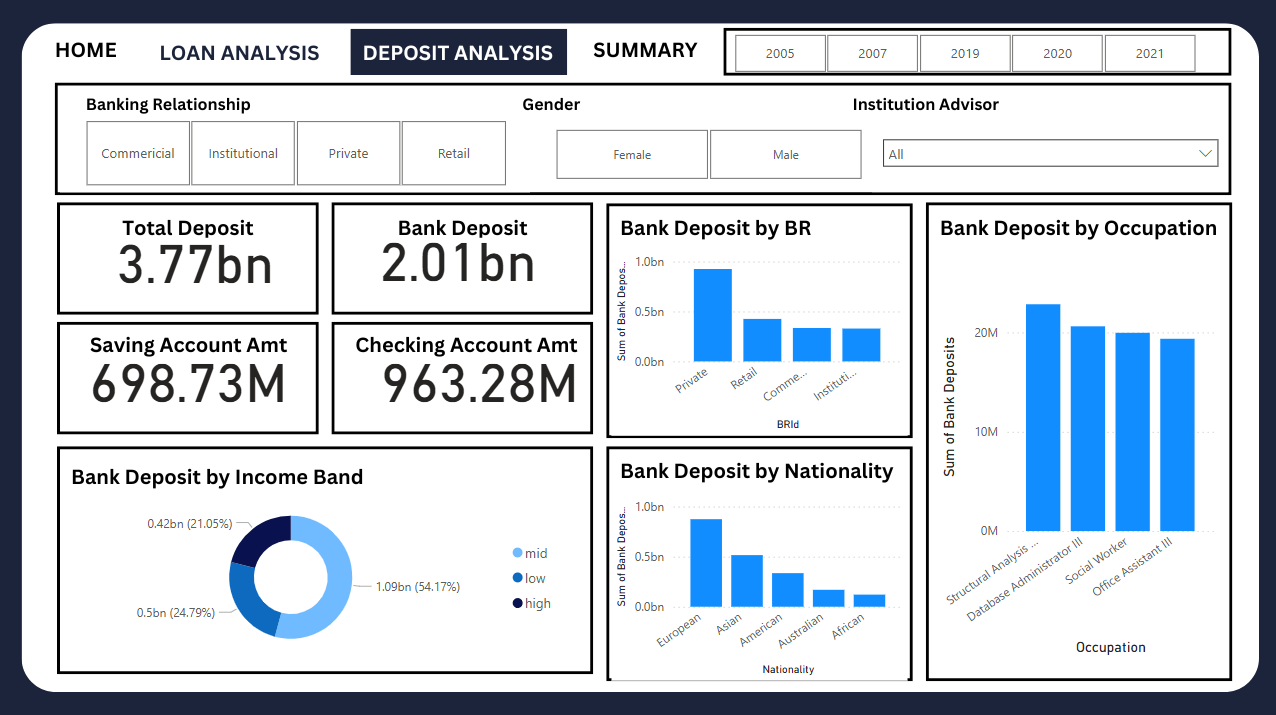 HOME LOAN ANALYSIS DEPOSIT ANALYSIS SUMMARY 2005 2007 2019 2020 2021
Banking Relationship Gender Institution Advisor
Commericial Institutional Private Retail Female Male All
Total Deposit
3.77bn
Bank Deposit
2.01bn
Saving Account Amt
698.73M
Checking Account Amt
963.28M
Bank Deposit by BR
Sum of Bank Depos...
1.0bn
0.5bn
0.0bn
Private
Retail
Comme...
Instituti...
BRId
Bank Deposit by Occupation
Sum of Bank Deposits
20M
10M
0M
Structural Analysis ...
Database Administrator III
Social Worker
Office Assistant III
Occupation
Bank Deposit by Income Band
0.42bn (21.05%)
0.5bn (24.79%)
1.09bn (54.17%)
mid
low
high
Bank Deposit by Nationality
Sum of Bank Depos...
1.0bn
0.5bn
0.0bn
European
Asian
American
Australian
African
Nationality